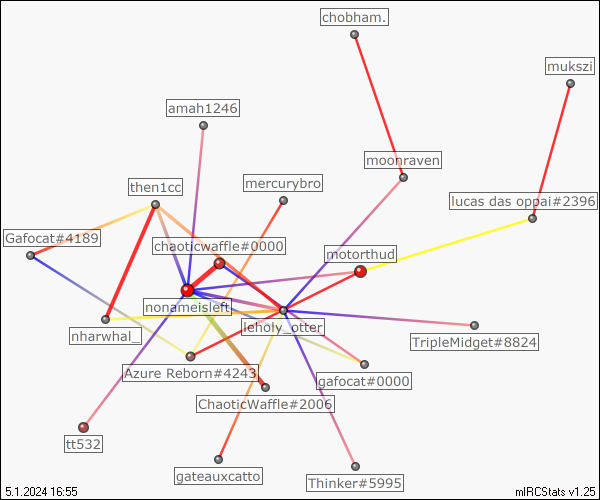 chobham.
mukszi
amah1246
moonraven
then1cc
mercurybro
lucas das oppai#2396
Gafocat#4189
chaoticwaffle#0000
motorthud
nonameisleft
leholy_otter
nharwhal_
TripleMidget#8824
Azure Reborn#4243
gafocat#0000
ChaoticWaffle#2006
tt532
gateauxcatto
Thinker#5995
5.1.2024 16:55
mIRCStats v1.25